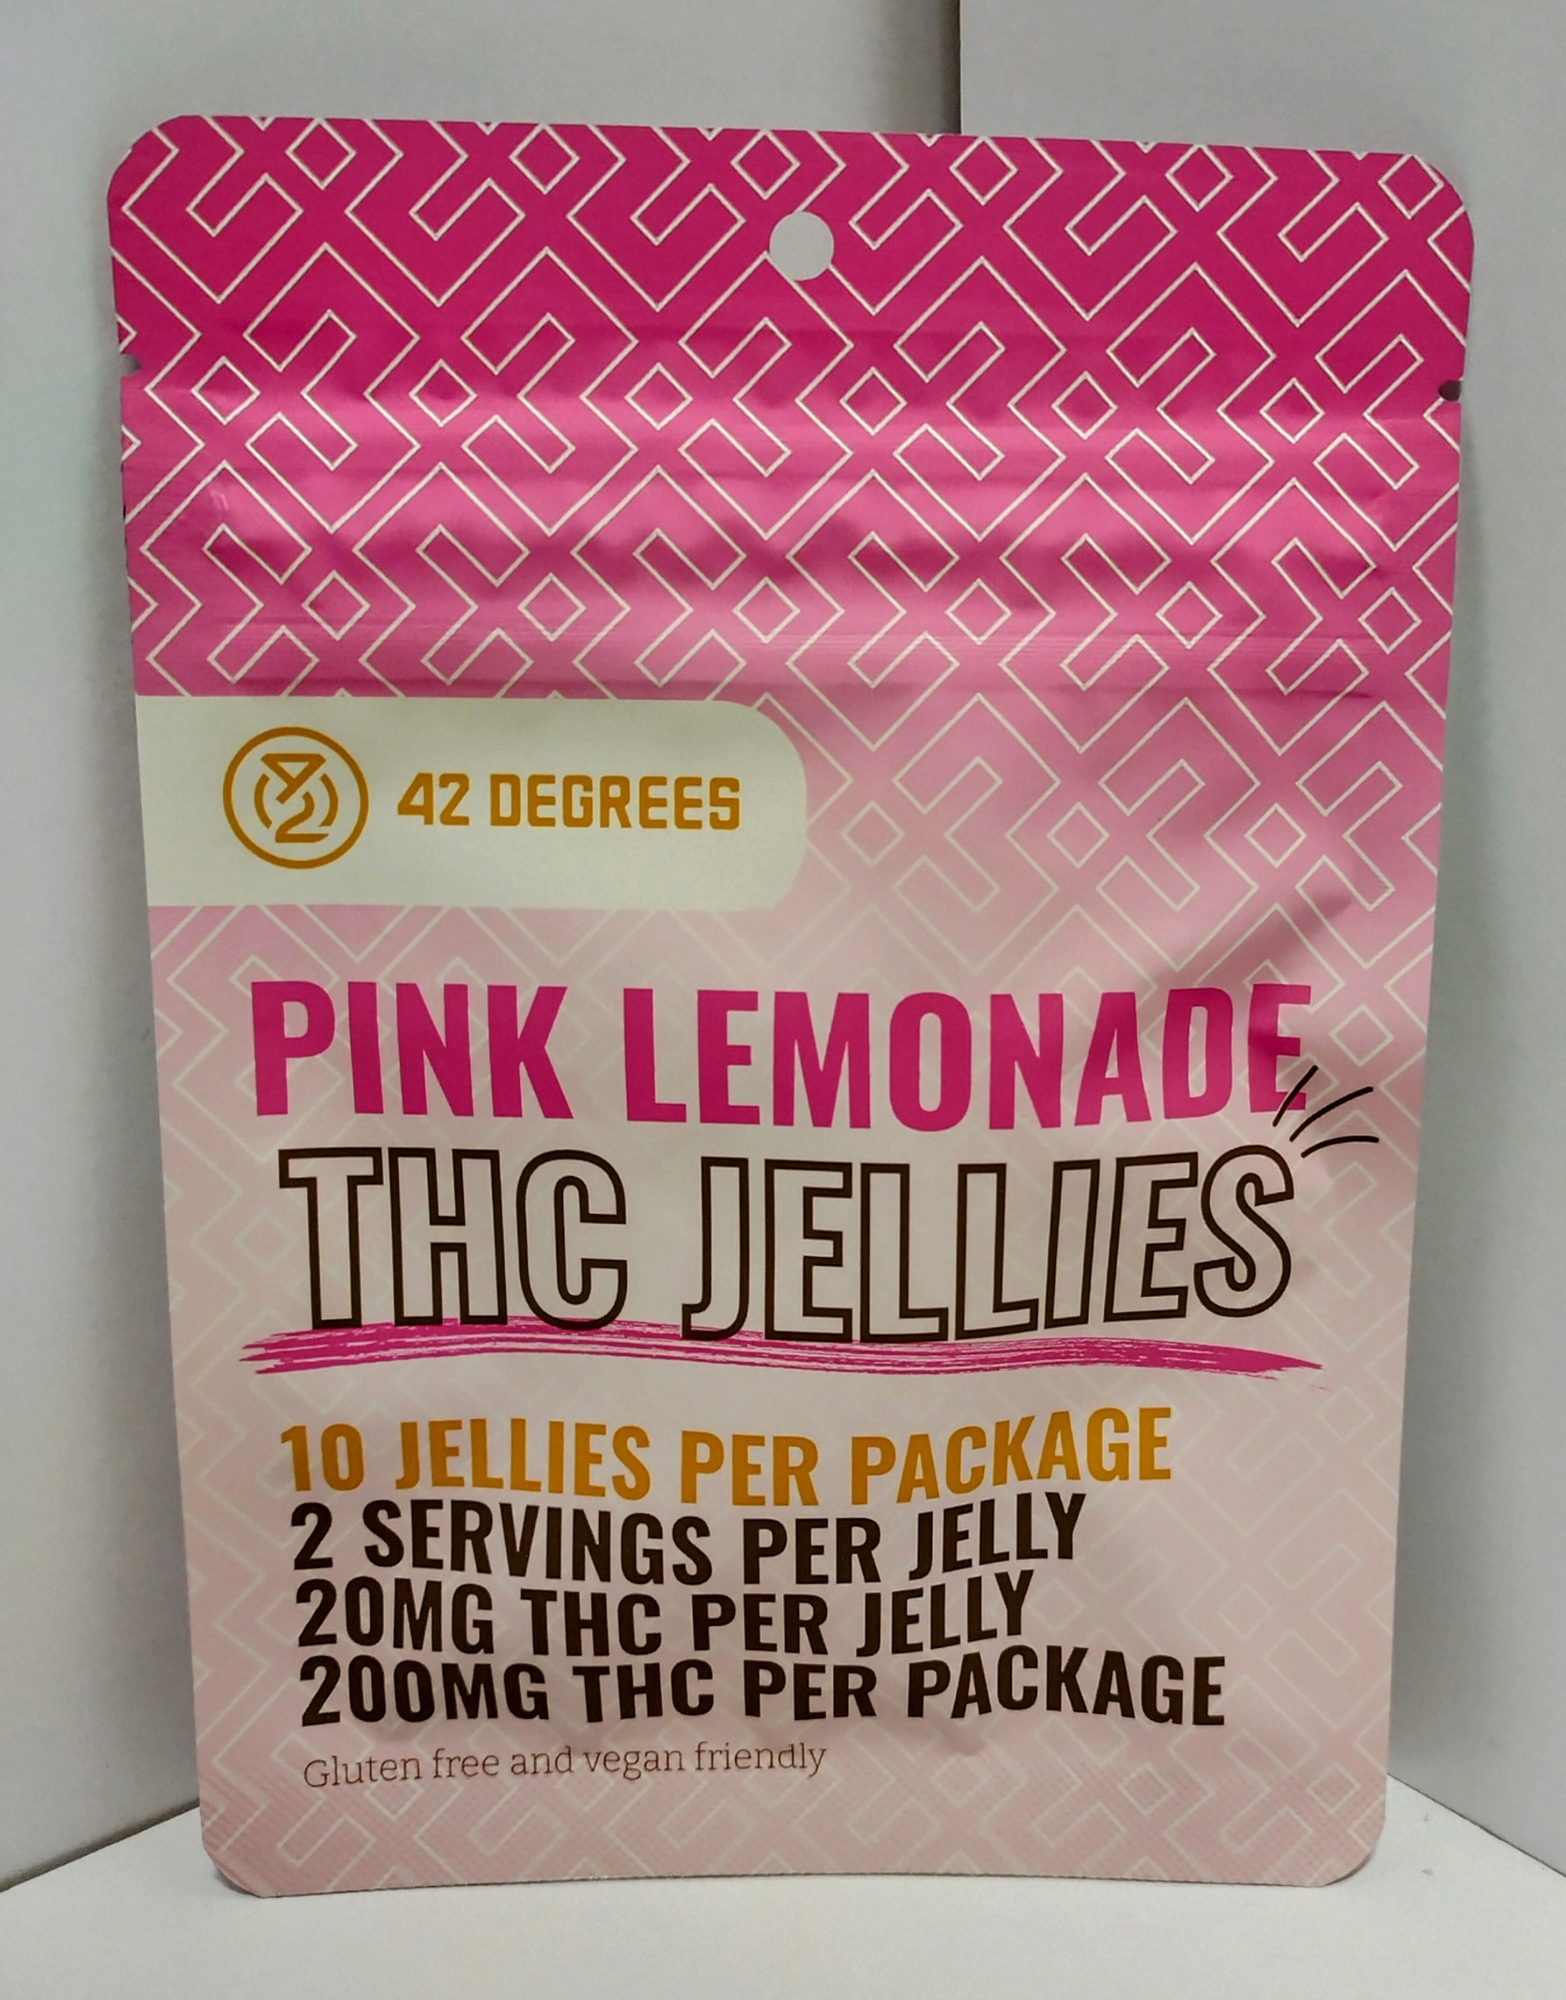 42 DEGREES
PINK LEMONADE
THC JELLIES
10 JELLIES PER PACKAGE
2 SERVINGS PER JELLY
20MG THC PER JELLY
200MG THC PER PACKAGE
Gluten free and vegan friendly